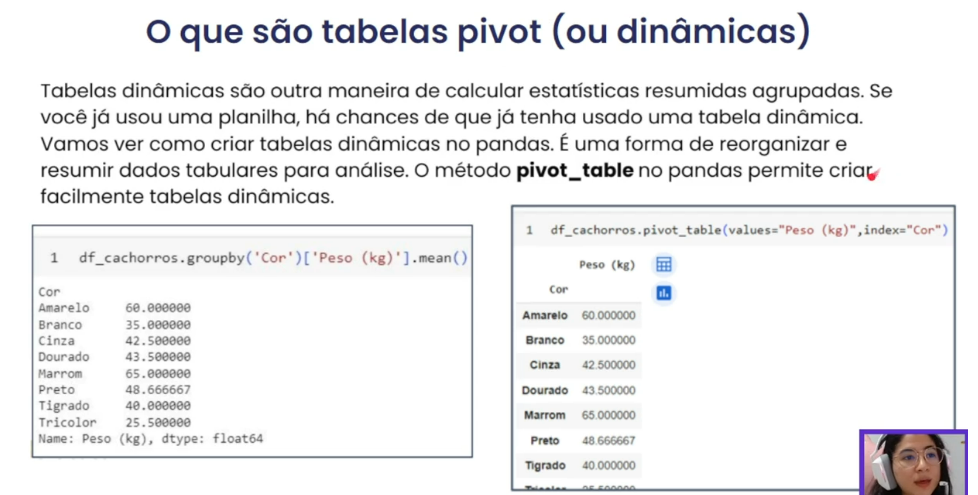 O que são tabelas pivot (ou dinâmicas)
Tabelas dinâmicas são outra maneira de calcular estatísticas resumidas agrupadas. Se
você já usou uma planilha, há chances de que já tenha usado uma tabela dinâmica.
Vamos ver como criar tabelas dinâmicas no pandas. É uma forma de reorganizar e
resumir dados tabulares para análise. O método pivot_table no pandas permite criar
facilmente tabelas dinâmicas.
1 df_cachorros.groupby('Cor')['Peso (kg)'].mean()
Cor
Amarelo 60.000000
Branco 35.000000
Cinza 42.500000
Dourado 43.500000
Marrom 65.000000
Preto 48.666667
Tigrado 40.000000
Tricolor 25.500000
Name: Peso (kg), dtype: float64
1 df_cachorros.pivot_table(values="Peso (kg)",index="Cor")
Peso (kg)
Cor
Amarelo 60.000000
Branco 35.000000
Cinza 42.500000
Dourado 43.500000
Marrom 65.000000
Preto 48.666667
Tigrado 40.000000